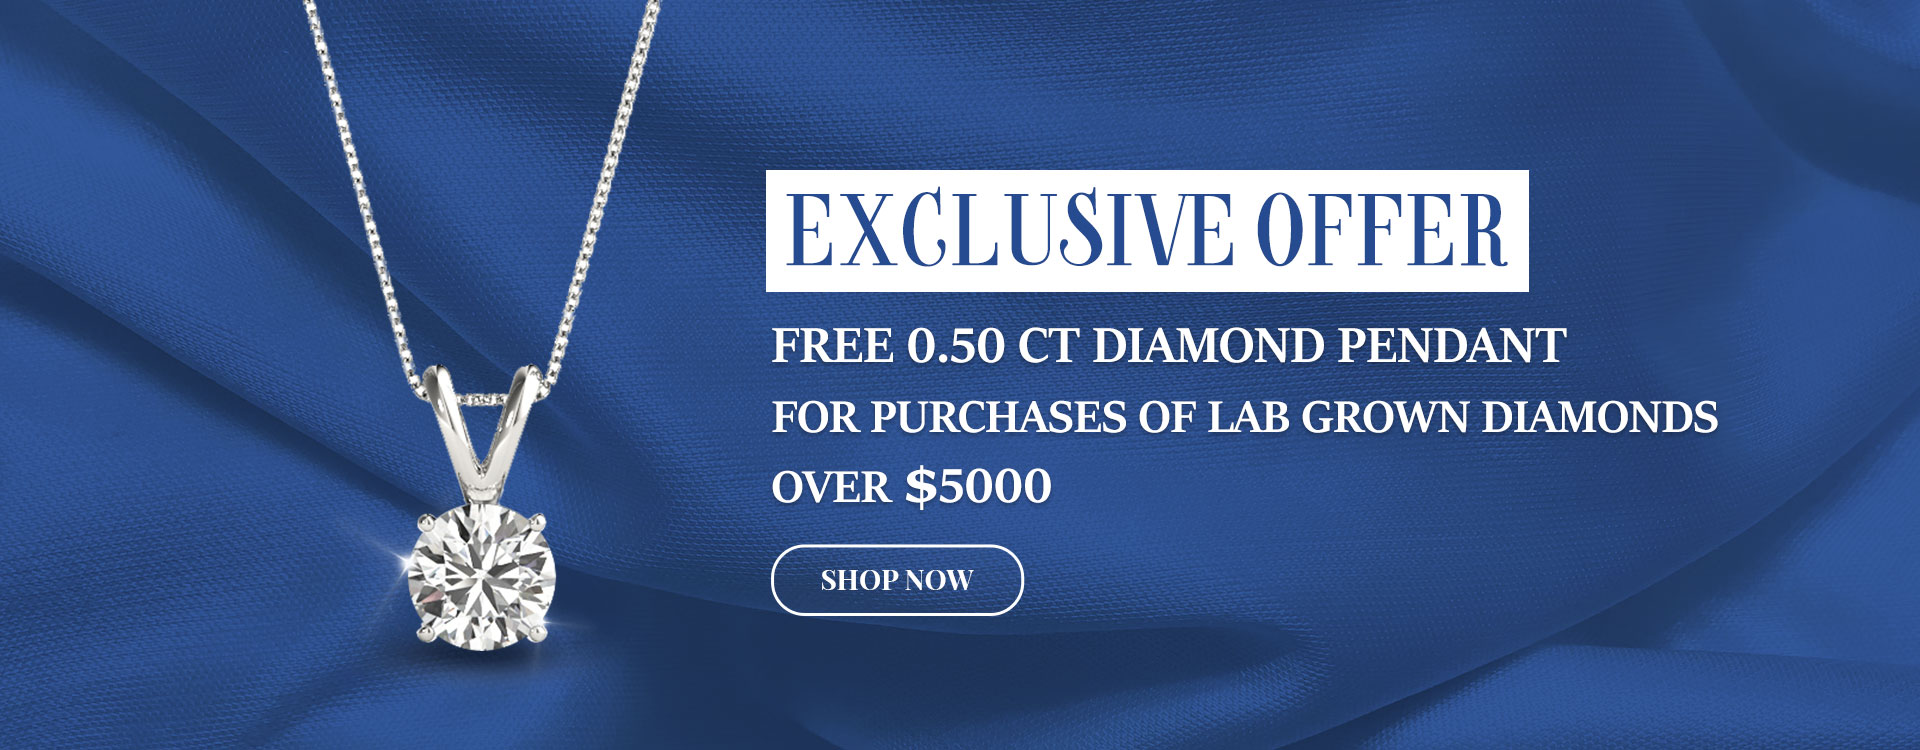 EXCLUSIVE OFFER
FREE 0.50 CT DIAMOND PENDANT
FOR PURCHASES OF LAB GROWN DIAMONDS
OVER $5000
SHOP NOW